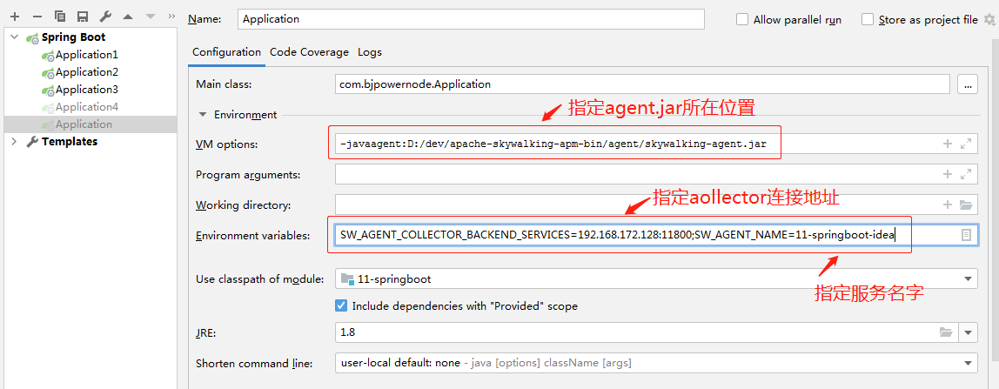 Name: Application
Allow parallel run
Store as project file
Spring Boot
Application1
Application2
Application3
Application4
Application
Templates
Configuration Code Coverage Logs
Main class: com.bjpowernode.Application ...
Environment
指定agent.jar所在位置
VM options: -javaagent:D:/dev/apache-skywalking-apm-bin/agent/skywalking-agent.jar
Program arguments:
指定aollector连接地址
Working directory:
Environment variables: SW_AGENT_COLLECTOR_BACKEND_SERVICES=192.168.172.128:11800;SW_AGENT_NAME=11-springboot-idea
Use classpath of module: 11-springboot
指定服务名字
Include dependencies with "Provided" scope
JRE: 1.8
Shorten command line: user-local default: none - java [options] className [args]